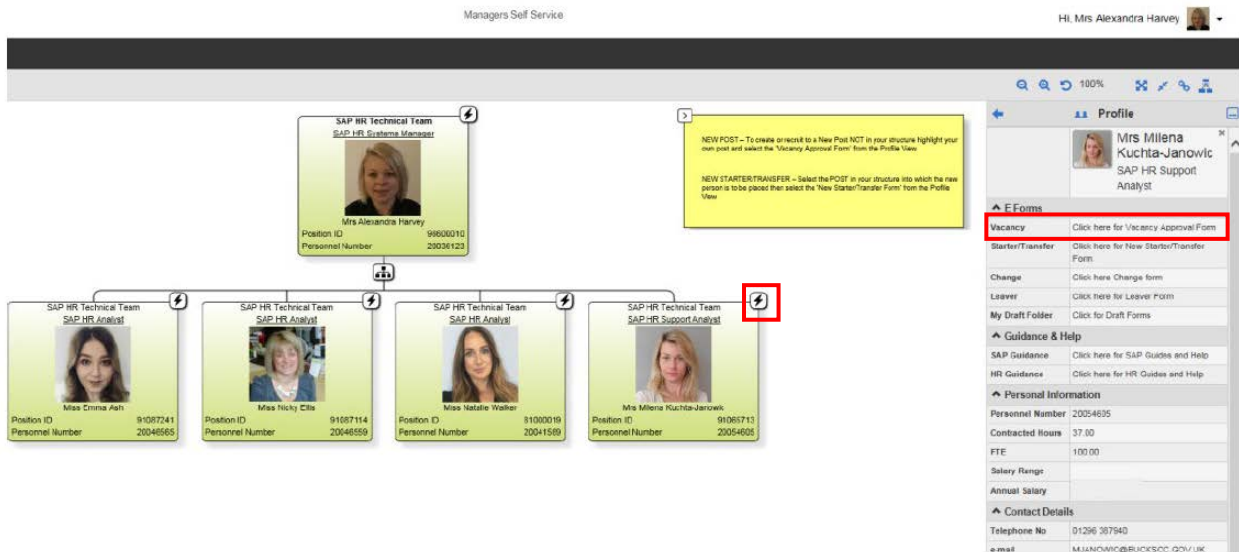 Managers Self Service
Hi, Mrs Alexandra Harvey
100%
SAP HR Technical Team
SAP HR Systems Manager
Mrs Alexandra Harvey
Position ID 98600010
Personnel Number 20036123
NEW POST – To create or recruit to a New Post NOT in your structure highlight your
own post and select the 'Vacancy Approval Form' from the Profile View
NEW STARTER/TRANSFER – Select the POST in your structure into which the new
person is to be placed then select the 'New Starter/Transfer Form' from the Profile
View
SAP HR Technical Team
SAP HR Analyst
Miss Emma Ash
Position ID 91087241
Personnel Number 20046565
SAP HR Technical Team
SAP HR Analyst
Miss Nicky Ellis
Position ID 91087114
Personnel Number 20046559
SAP HR Technical Team
SAP HR Analyst
Miss Natalie Walker
Position ID 81000019
Personnel Number 20041589
SAP HR Technical Team
SAP HR Support Analyst
Mrs Milena Kuchta-Janowic
Position ID 91065713
Personnel Number 20054605
Profile
Mrs Milena
Kuchta-Janowic
SAP HR Support
Analyst
E Forms
Vacancy Click here for Vacancy Approval Form
Starter/Transfer Click here for New Starter/Transfer
Form
Change Click here Change form
Leaver Click here for Leaver Form
My Draft Folder Click for Draft Forms
Guidance & Help
SAP Guidance Click here for SAP Guides and Help
HR Guidance Click here for HR Guides and Help
Personal Information
Personnel Number 20054605
Contracted Hours 37.00
FTE 100.00
Salary Range
Annual Salary
Contact Details
Telephone No 01296 387940
e-mail MJANOWIC@BUCKSCC.GOV.UK